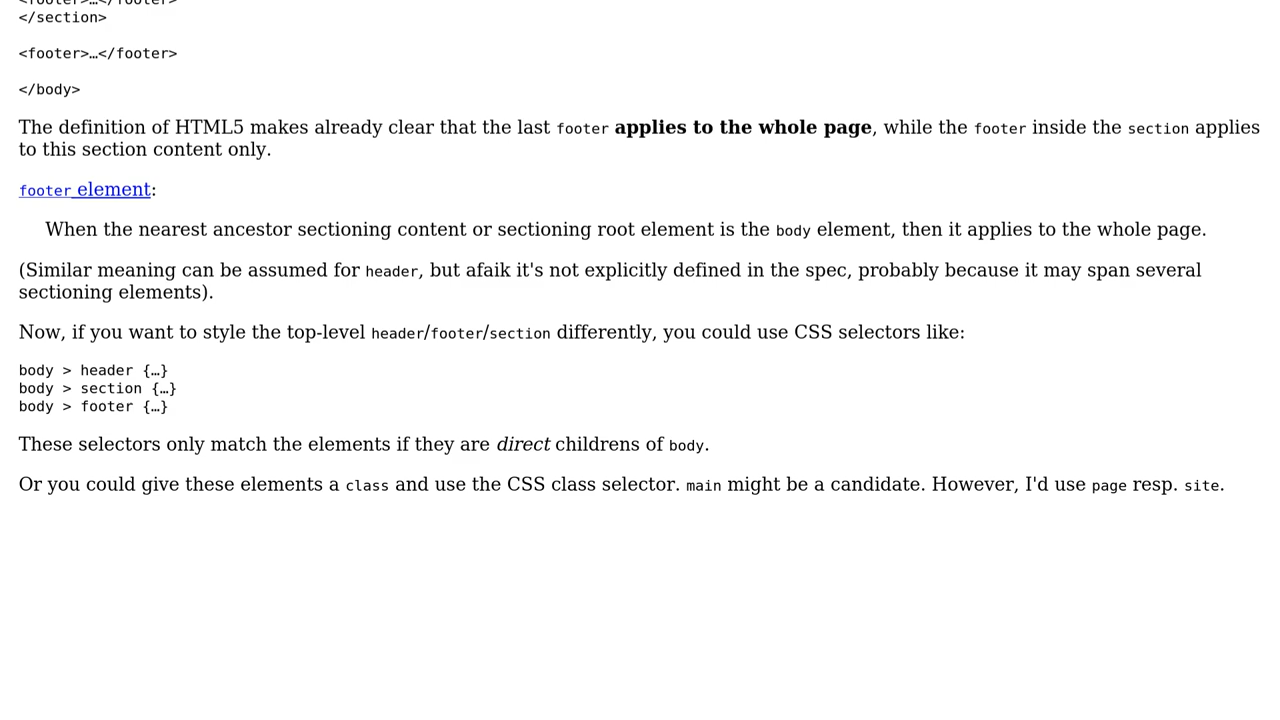 <footer>…</footer>
</section>
<footer>…</footer>
</body>
The definition of HTML5 makes already clear that the last footer applies to the whole page, while the footer inside the section applies
to this section content only.
footer element:
When the nearest ancestor sectioning content or sectioning root element is the body element, then it applies to the whole page.
(Similar meaning can be assumed for header, but afaik it's not explicitly defined in the spec, probably because it may span several
sectioning elements).
Now, if you want to style the top-level header/footer/section differently, you could use CSS selectors like:
body > header {…}
body > section {…}
body > footer {…}
These selectors only match the elements if they are direct childrens of body.
Or you could give these elements a class and use the CSS class selector. main might be a candidate. However, I'd use page resp. site.